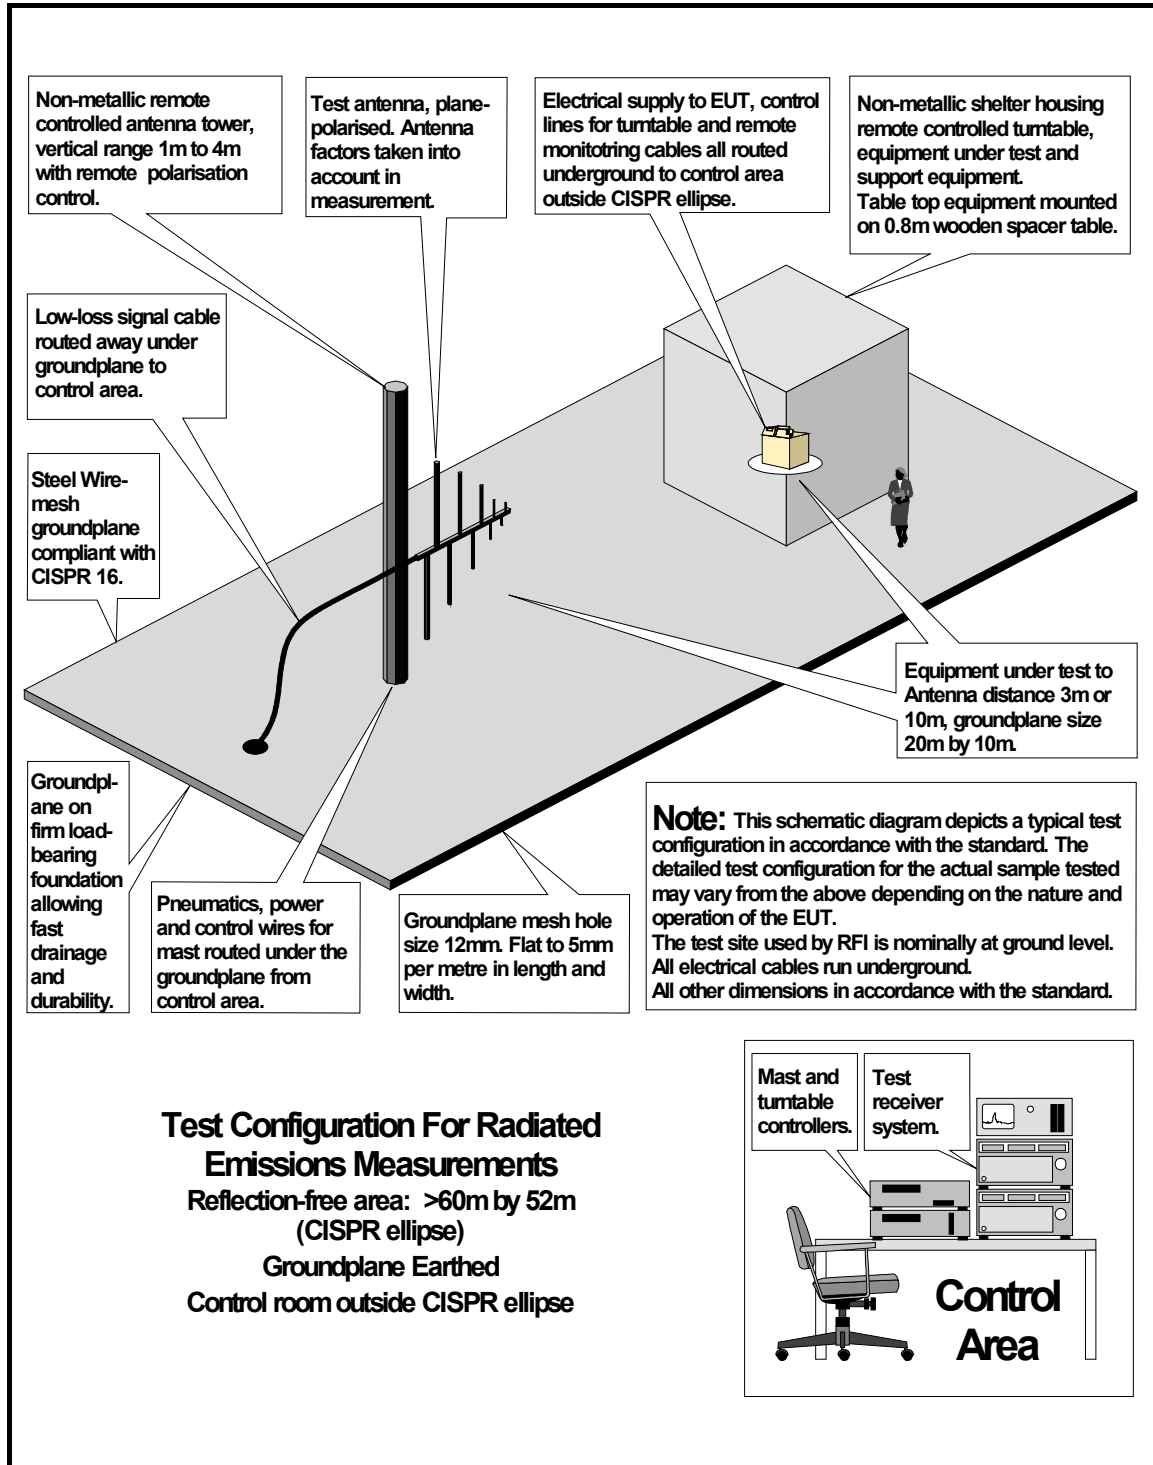 Non-metallic remote
controlled antenna tower,
vertical range 1m to 4m
with remote polarisation
control.
Test antenna, plane-
polarised. Antenna
factors taken into
account in
measurement.
Electrical supply to EUT, control
lines for turntable and remote
monitotring cables all routed
underground to control area
outside CISPR ellipse.
Non-metallic shelter housing
remote controlled turntable,
equipment under test and
support equipment.
Table top equipment mounted
on 0.8m wooden spacer table.
Low-loss signal cable
routed away under
groundplane to
control area.
Steel Wire-
mesh
groundplane
compliant with
CISPR 16.
Equipment under test to
Antenna distance 3m or
10m, groundplane size
20m by 10m.
Groundpl-
ane on
firm load-
bearing
foundation
allowing
fast
drainage
and
durability.
Pneumatics, power
and control wires for
mast routed under the
groundplane from
control area.
Groundplane mesh hole
size 12mm. Flat to 5mm
per metre in length and
width.
Note: This schematic diagram depicts a typical test
configuration in accordance with the standard. The
detailed test configuration for the actual sample tested
may vary from the above depending on the nature and
operation of the EUT.
The test site used by RFI is nominally at ground level.
All electrical cables run underground.
All other dimensions in accordance with the standard.
Test Configuration For Radiated
Emissions Measurements
Reflection-free area: >60m by 52m
(CISPR ellipse)
Groundplane Earthed
Control room outside CISPR ellipse
Mast and
turntable
controllers.
Test
receiver
system.
Control
Area